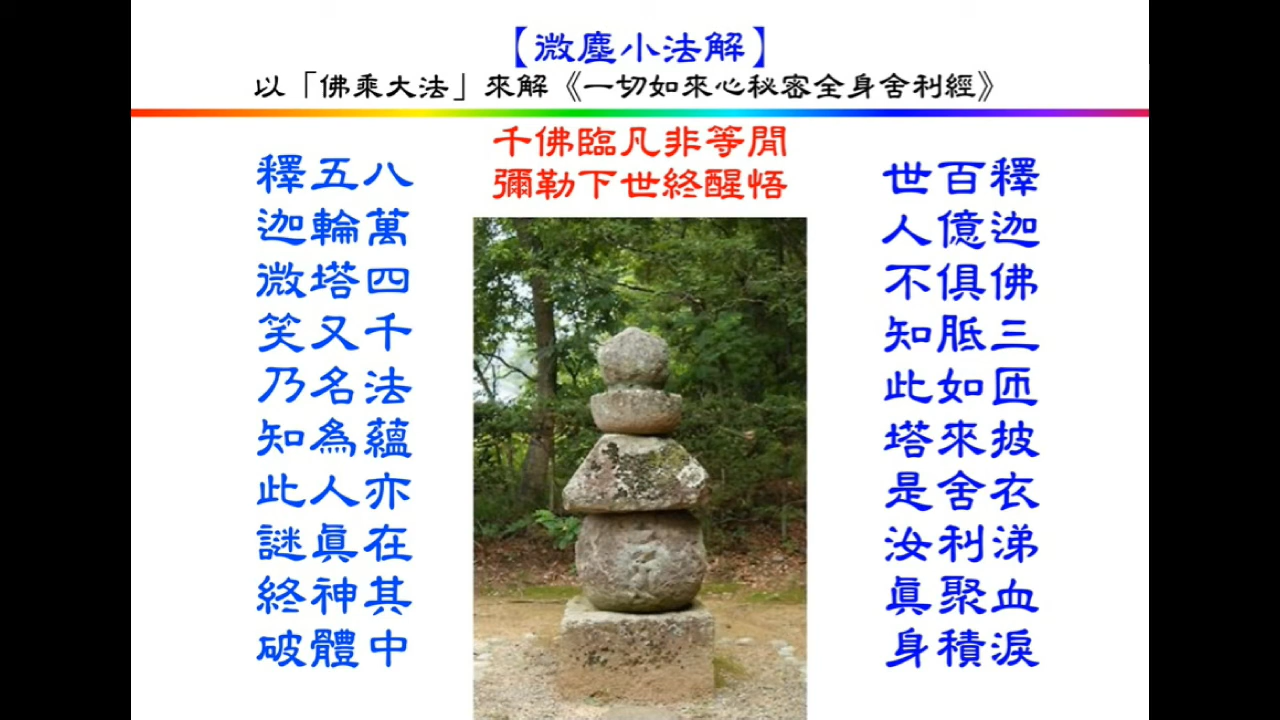 【微塵小法解】
以「佛乘大法」來解《一切如來心秘密全身舍利經》
千佛臨凡非等閒
彌勒下世終醒悟
釋迦佛三匝披衣涕血淚
百億俱胝如來舍利聚積
世人不知此塔是汝真身
八萬四千法蘊亦在其中
五輪塔又名為人真神體
釋迦微笑乃知此謎終破